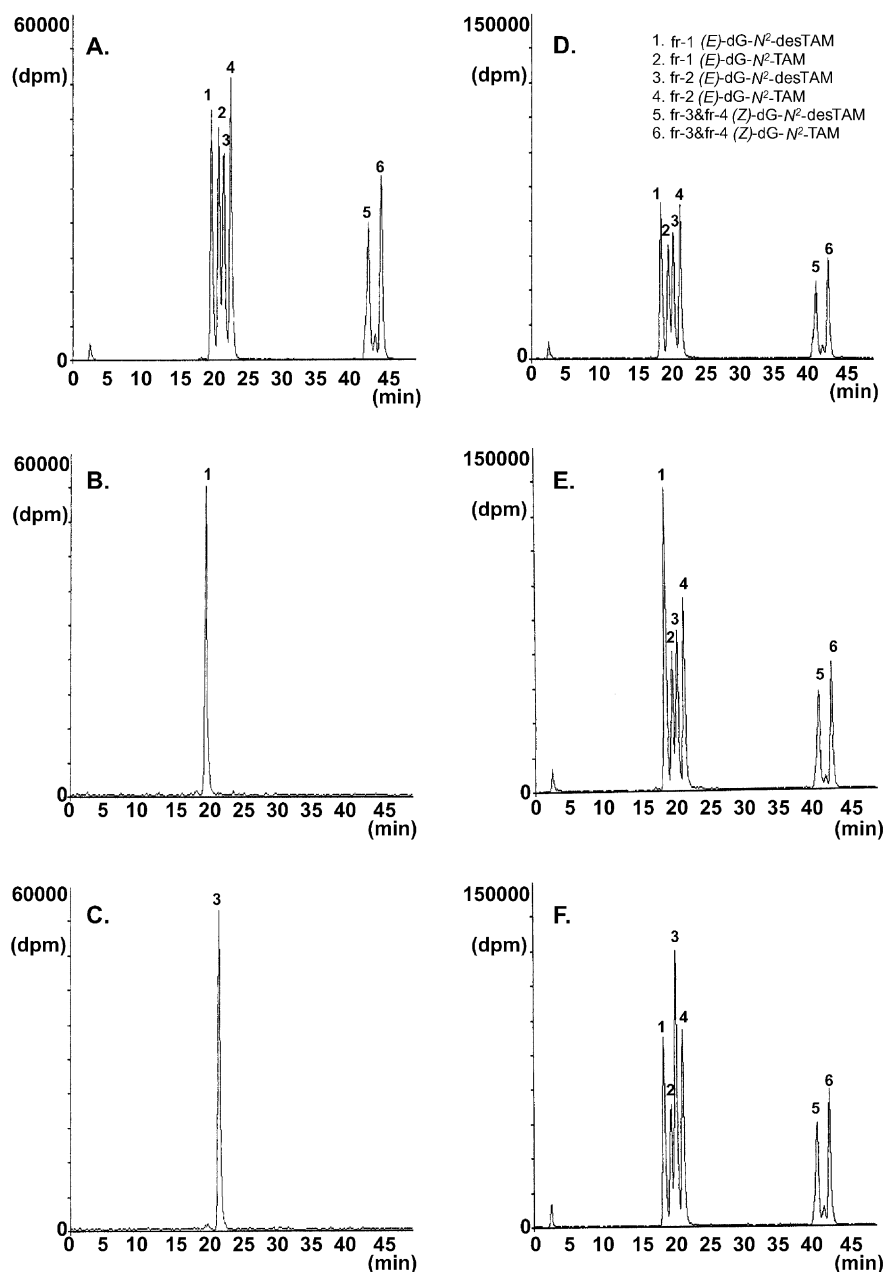 60000
(dpm)
A.
1
2
3
4
5
6
0
0 5 10 15 20 25 30 35 40 45
(min)
150000
(dpm)
D.
1. fr-1 (E)-dG-N²-desTAM
2. fr-1 (E)-dG-N²-TAM
3. fr-2 (E)-dG-N²-desTAM
4. fr-2 (E)-dG-N²-TAM
5. fr-3&fr-4 (Z)-dG-N²-desTAM
6. fr-3&fr-4 (Z)-dG-N²-TAM
1
2
3
4
5
6
0
0 5 10 15 20 25 30 35 40 45
(min)
60000
(dpm)
B.
1
0
0 5 10 15 20 25 30 35 40 45
(min)
150000
(dpm)
E.
1
2
3
4
5
6
0
0 5 10 15 20 25 30 35 40 45
(min)
60000
(dpm)
C.
3
0
0 5 10 15 20 25 30 35 40 45
(min)
150000
(dpm)
F.
1
2
3
4
5
6
0
0 5 10 15 20 25 30 35 40 45
(min)